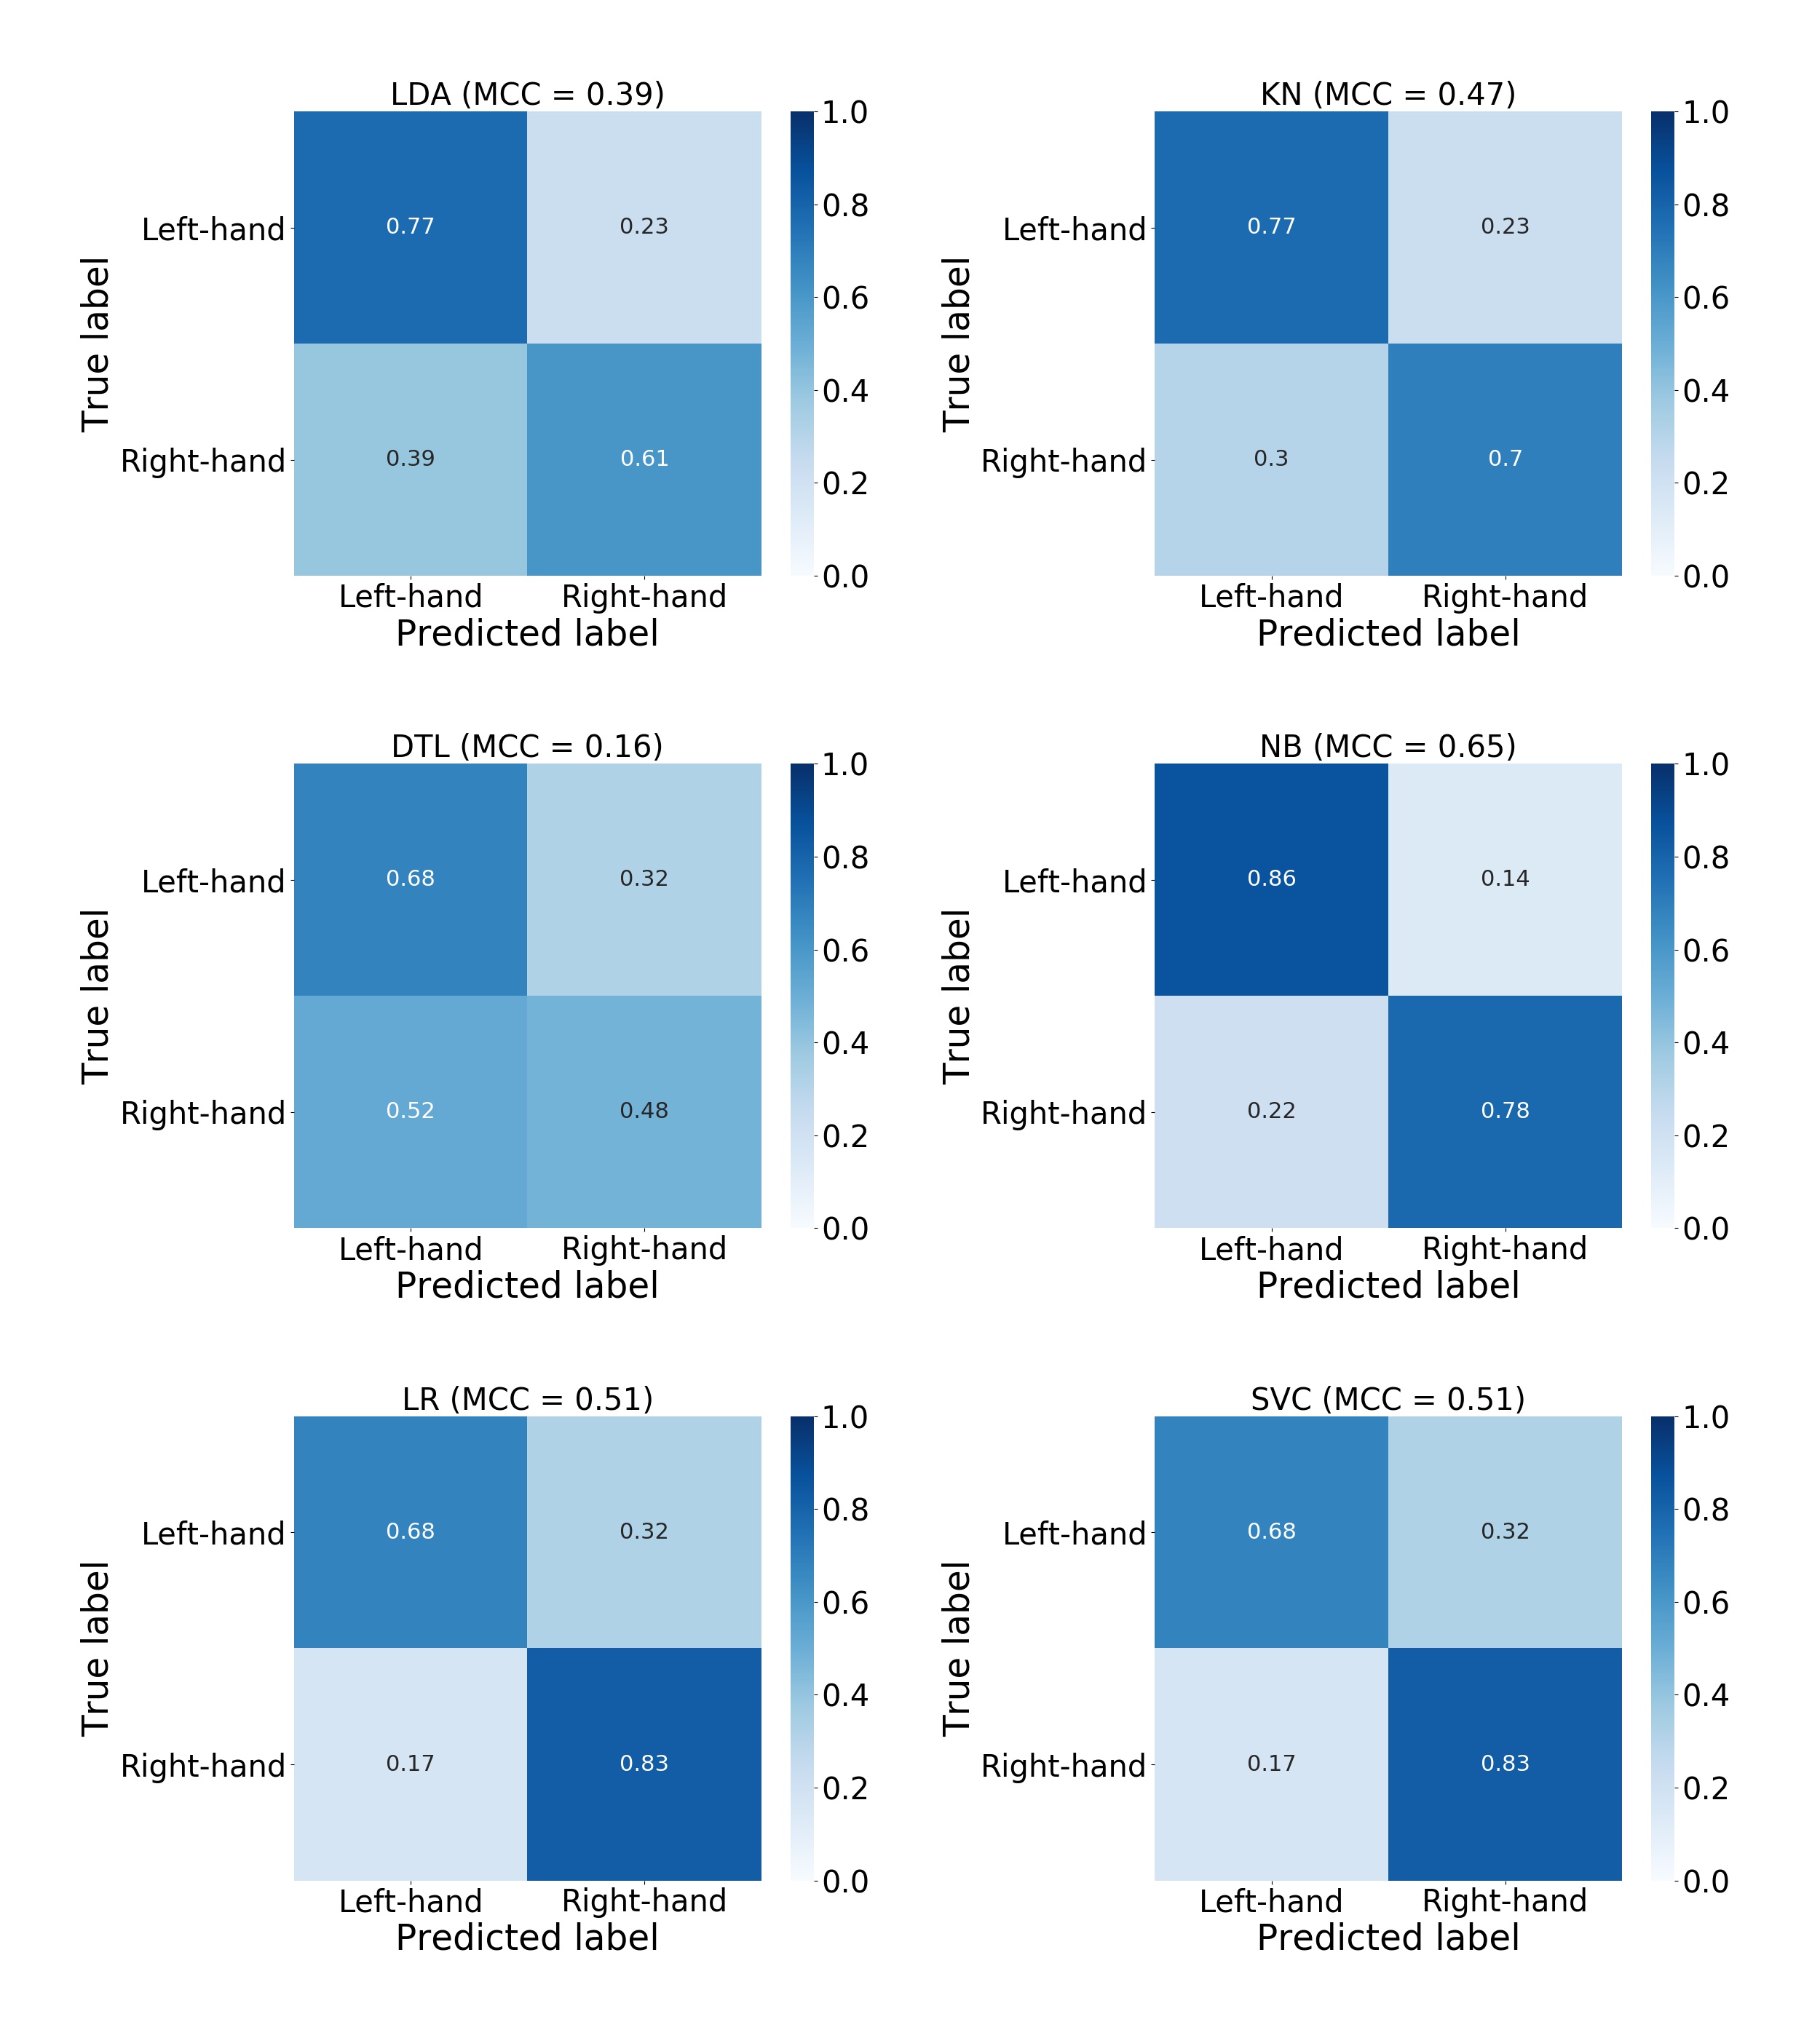 LDA (MCC = 0.39)
1.0
0.8
0.6
0.4
0.2
0.0
True label
Left-hand
0.77 0.23
Right-hand
0.39 0.61
Left-hand Right-hand
Predicted label
KN (MCC = 0.47)
1.0
0.8
0.6
0.4
0.2
0.0
True label
Left-hand
0.77 0.23
Right-hand
0.3 0.7
Left-hand Right-hand
Predicted label
DTL (MCC = 0.16)
1.0
0.8
0.6
0.4
0.2
0.0
True label
Left-hand
0.68 0.32
Right-hand
0.52 0.48
Left-hand Right-hand
Predicted label
NB (MCC = 0.65)
1.0
0.8
0.6
0.4
0.2
0.0
True label
Left-hand
0.86 0.14
Right-hand
0.22 0.78
Left-hand Right-hand
Predicted label
LR (MCC = 0.51)
1.0
0.8
0.6
0.4
0.2
0.0
True label
Left-hand
0.68 0.32
Right-hand
0.17 0.83
Left-hand Right-hand
Predicted label
SVC (MCC = 0.51)
1.0
0.8
0.6
0.4
0.2
0.0
True label
Left-hand
0.68 0.32
Right-hand
0.17 0.83
Left-hand Right-hand
Predicted label